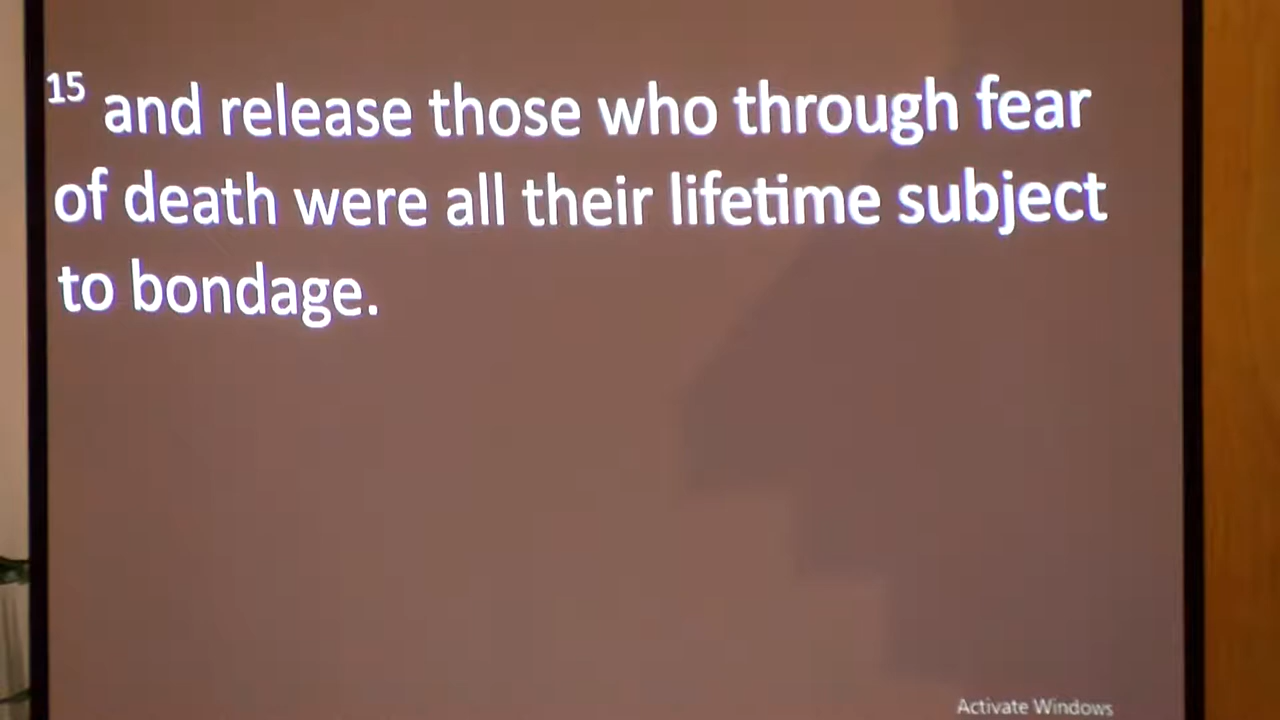 15 and release those who through fear
of death were all their lifetime subject
to bondage.
Activate Windows